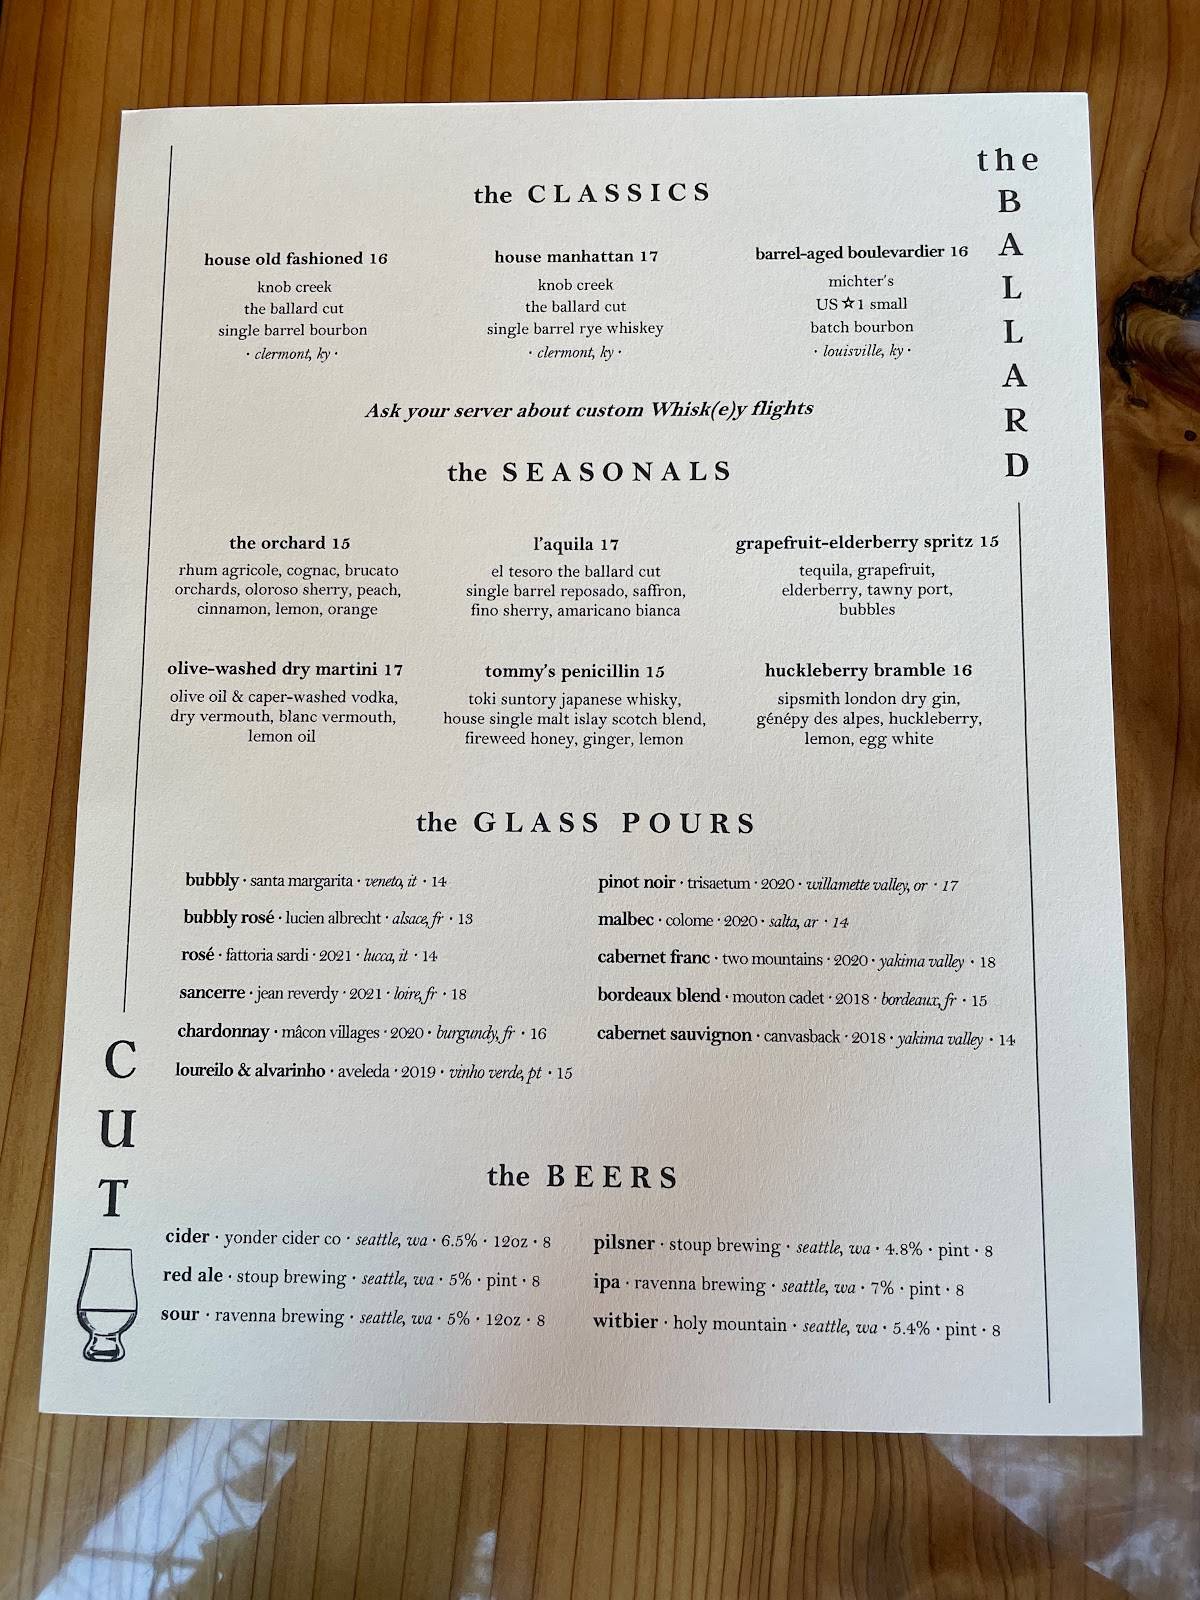 the
BALLARD
the CLASSICS
house old fashioned 16
knob creek
the ballard cut
single barrel bourbon
· clermont, ky ·
house manhattan 17
knob creek
the ballard cut
single barrel rye whiskey
· clermont, ky ·
barrel-aged boulevardier 16
michter's
US ☆ 1 small
batch bourbon
· louisville, ky ·
Ask your server about custom Whisk(e)y flights
the SEASONALS
the orchard 15
rhum agricole, cognac, brucato
orchards, oloroso sherry, peach,
cinnamon, lemon, orange
l'aquila 17
el tesoro the ballard cut
single barrel reposado, saffron,
fino sherry, amaricano bianca
grapefruit-elderberry spritz 15
tequila, grapefruit,
elderberry, tawny port,
bubbles
olive-washed dry martini 17
olive oil & caper-washed vodka,
dry vermouth, blanc vermouth,
lemon oil
tommy's penicillin 15
toki suntory japanese whisky,
house single malt islay scotch blend,
fireweed honey, ginger, lemon
huckleberry bramble 16
sipsmith london dry gin,
génépy des alpes, huckleberry,
lemon, egg white
the GLASS POURS
bubbly · santa margarita · veneto, it · 14
bubbly rosé · lucien albrecht · alsace, fr · 13
rosé · fattoria sardi · 2021 · lucca, it · 14
sancerre · jean reverdy · 2021 · loire, fr · 18
chardonnay · mâcon villages · 2020 · burgundy, fr · 16
loureilo & alvarinho · aveleda · 2019 · vinho verde, pt · 15
pinot noir · trisaetum · 2020 · willamette valley, or · 17
malbec · colome · 2020 · salta, ar · 14
cabernet franc · two mountains · 2020 · yakima valley · 18
bordeaux blend · mouton cadet · 2018 · bordeaux, fr · 15
cabernet sauvignon · canvasback · 2018 · yakima valley · 14
CUT
the BEERS
cider · yonder cider co · seattle, wa · 6.5% · 12oz · 8
red ale · stoup brewing · seattle, wa · 5% · pint · 8
sour · ravenna brewing · seattle, wa · 5% · 12oz · 8
pilsner · stoup brewing · seattle, wa · 4.8% · pint · 8
ipa · ravenna brewing · seattle, wa · 7% · pint · 8
witbier · holy mountain · seattle, wa · 5.4% · pint · 8